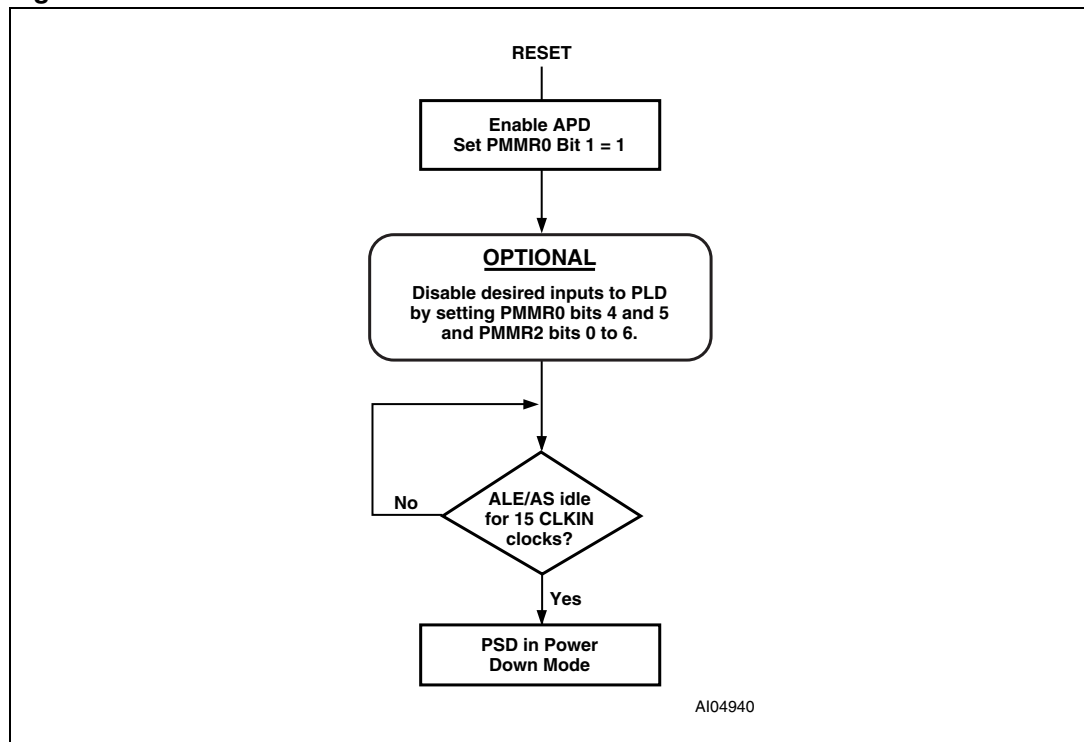 RESET
Enable APD
Set PMMR0 Bit 1 = 1
OPTIONAL
Disable desired inputs to PLD
by setting PMMR0 bits 4 and 5
and PMMR2 bits 0 to 6.
No
ALE/AS idle
for 15 CLKIN
clocks?
Yes
PSD in Power
Down Mode
AI04940